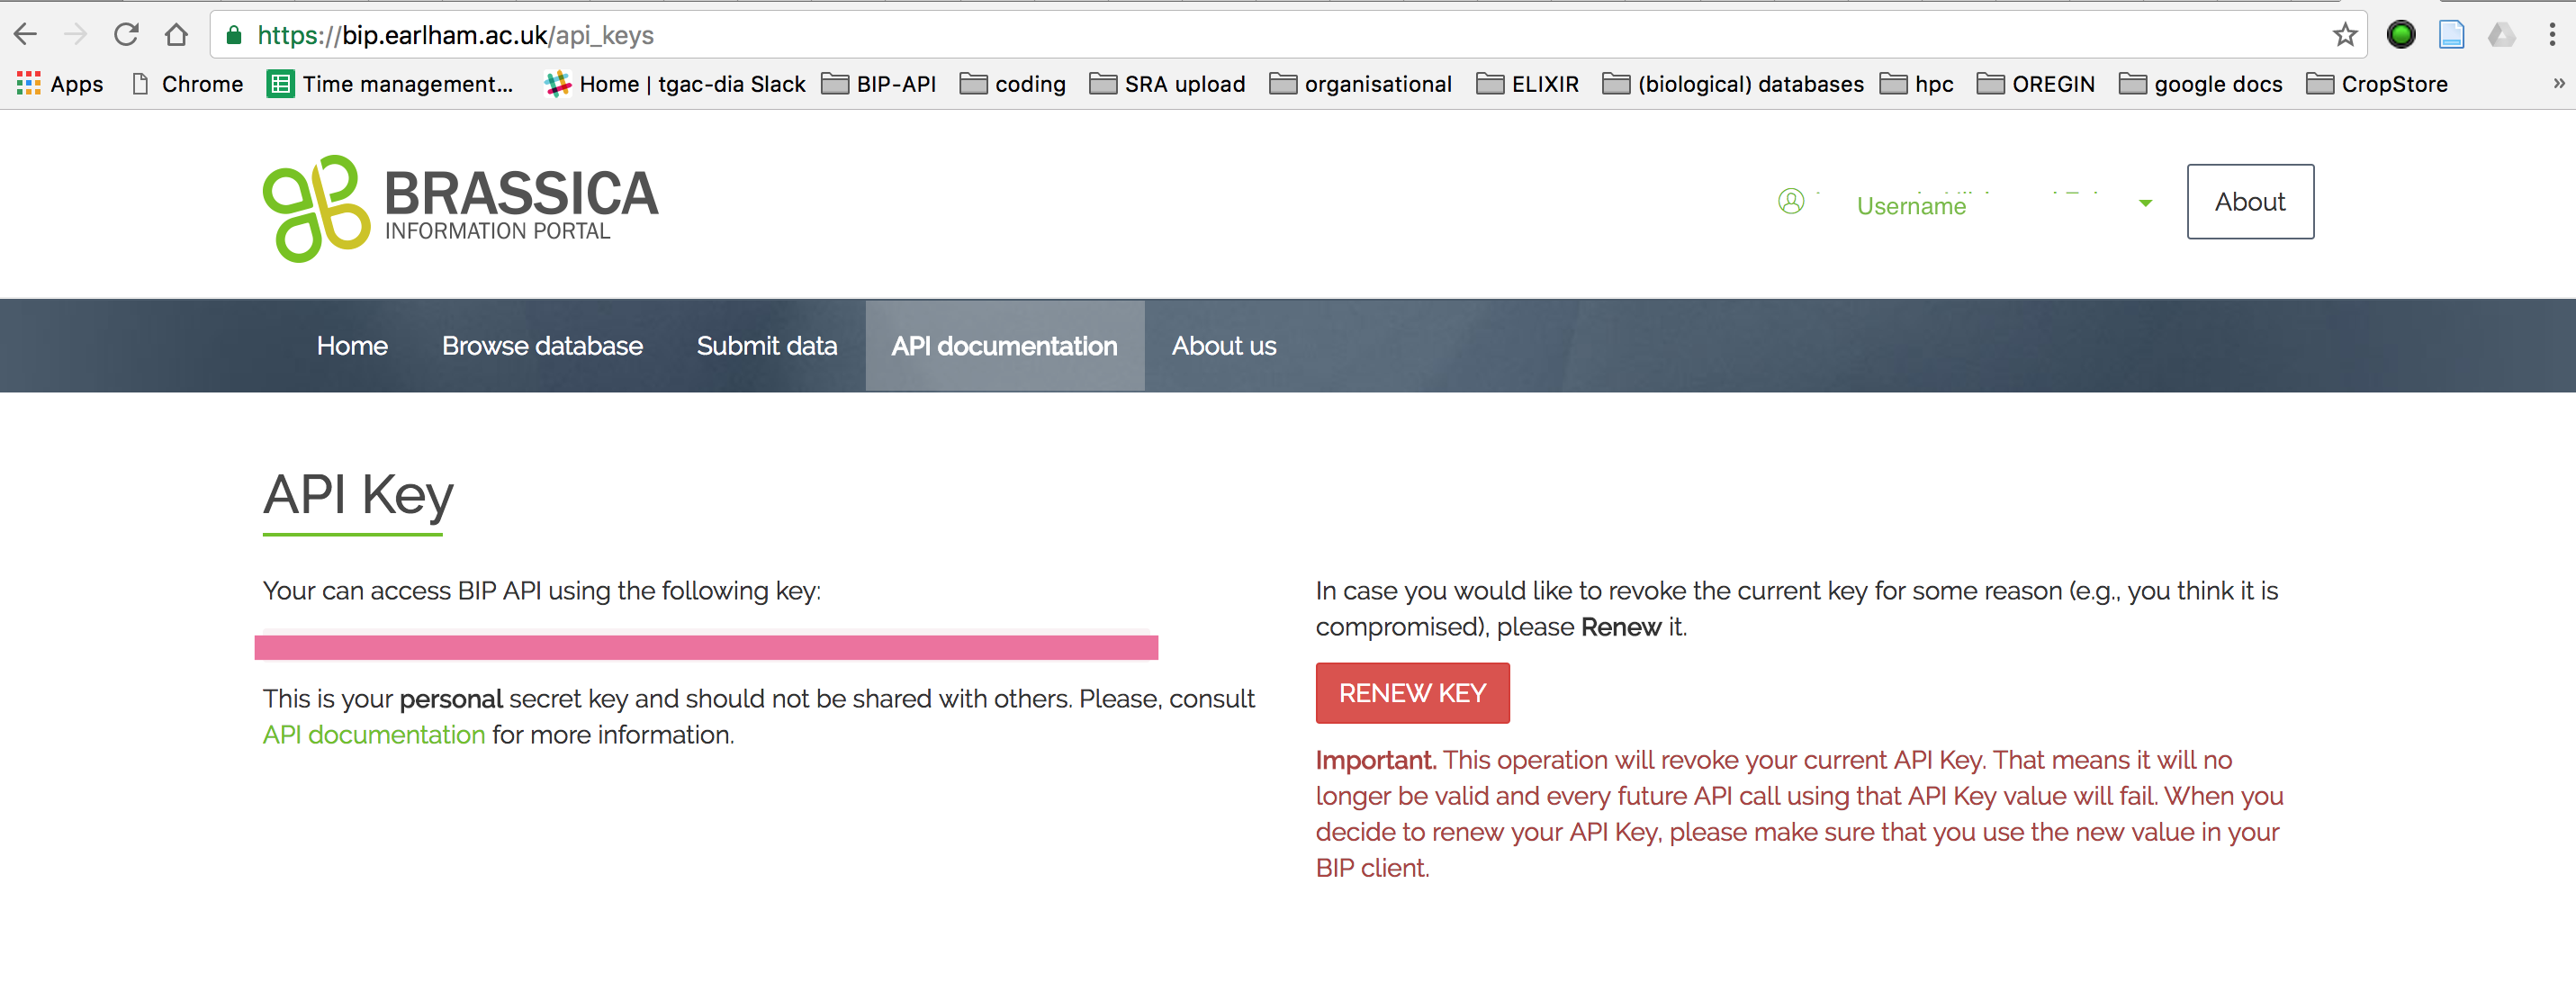 https://bip.earlham.ac.uk/api_keys
Apps Chrome Time management... Home | tgac-dia Slack BIP-API coding SRA upload organisational ELIXIR (biological) databases hpc OREGIN google docs CropStore »
BRASSICA
INFORMATION PORTAL
Username
About
Home Browse database Submit data API documentation About us
API Key
Your can access BIP API using the following key:
This is your personal secret key and should not be shared with others. Please, consult
API documentation for more information.
In case you would like to revoke the current key for some reason (e.g., you think it is
compromised), please Renew it.
RENEW KEY
Important. This operation will revoke your current API Key. That means it will no
longer be valid and every future API call using that API Key value will fail. When you
decide to renew your API Key, please make sure that you use the new value in your
BIP client.